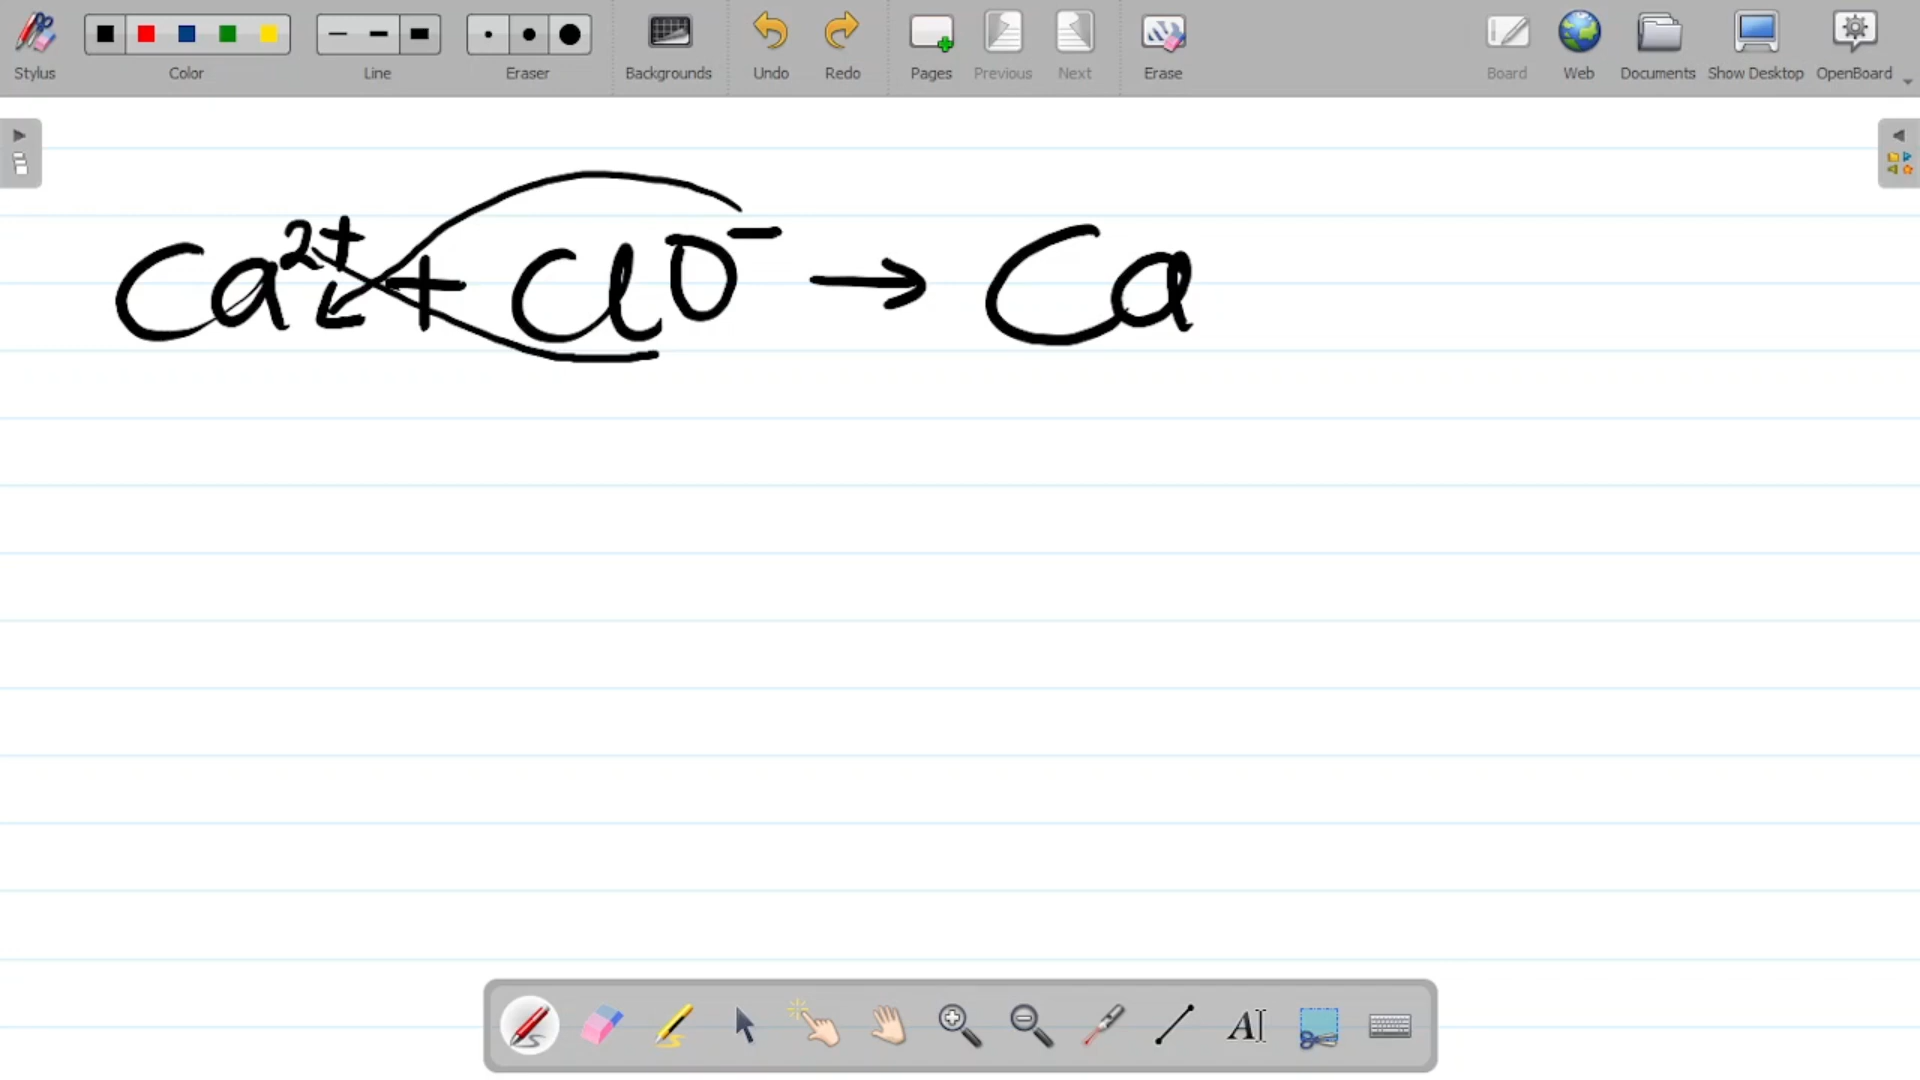 Stylus Color Line Eraser Backgrounds Undo Redo Pages Previous Next Erase Board Web Documents Show Desktop OpenBoard
Ca²⁺ + ClO⁻ → Ca